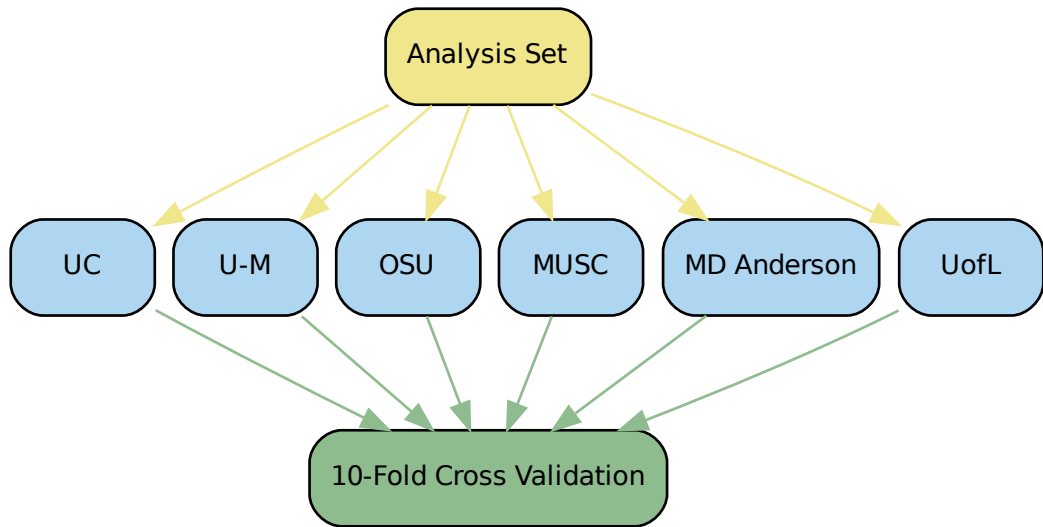 Analysis Set
UC
U-M
OSU
MUSC
MD Anderson
UofL
10-Fold Cross Validation